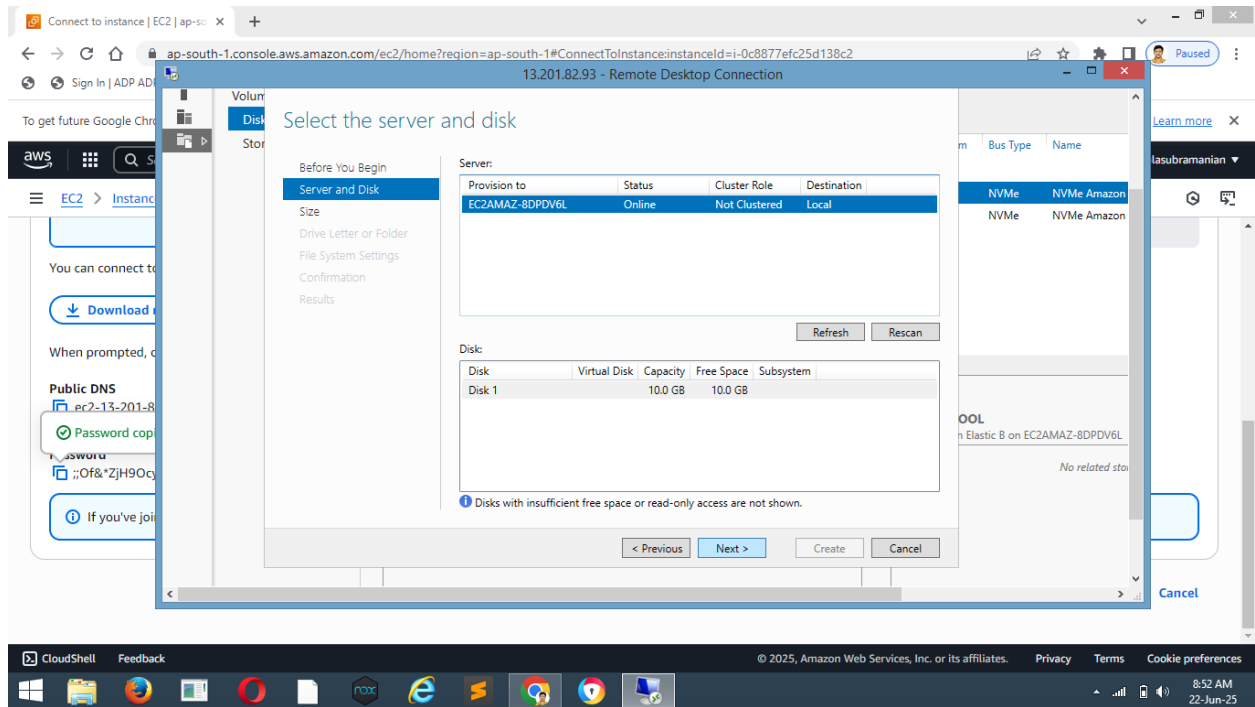 Connect to instance | EC2 | ap-so
ap-south-1.console.aws.amazon.com/ec2/home?region=ap-south-1#ConnectToInstance:instanceId=i-0c8877efc25d138c2
Paused
Sign In | ADP ADP
13.201.82.93 - Remote Desktop Connection
To get future Google Chro
Learn more
aws
lasubramanian
EC2
Instanc
Volum
Disk
Stor
Select the server and disk
Before You Begin
Server and Disk
Size
Drive Letter or Folder
File System Settings
Confirmation
Results
Server:
Provision to Status Cluster Role Destination
EC2AMAZ-8DPDV6L Online Not Clustered Local
Refresh Rescan
Disk:
Disk Virtual Disk Capacity Free Space Subsystem
Disk 1 10.0 GB 10.0 GB
Disks with insufficient free space or read-only access are not shown.
< Previous Next > Create Cancel
m Bus Type Name
NVMe NVMe Amazon
NVMe NVMe Amazon
OOL
n Elastic B on EC2AMAZ-8DPDV6L
No related stor
You can connect to
Download r
When prompted, c
Public DNS
ec2-13-201-8
Password copi
Password
;;Of&*ZjH9Ocy
If you've joi
Cancel
CloudShell Feedback
© 2025, Amazon Web Services, Inc. or its affiliates. Privacy Terms Cookie preferences
nox
8:52 AM
22-Jun-25